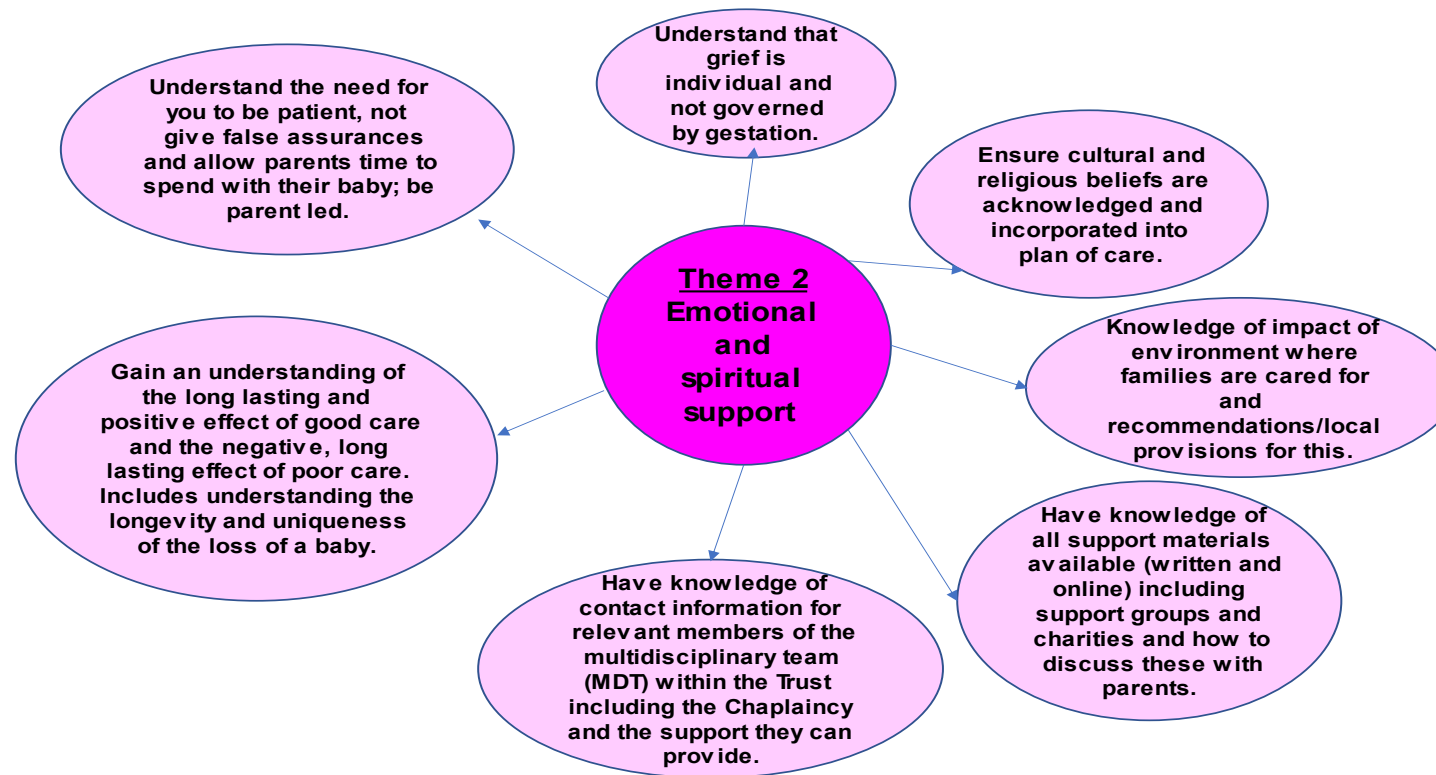 Understand that
grief is
individual and
not governed
by gestation.
Understand the need for
you to be patient, not
give false assurances
and allow parents time to
spend with their baby; be
parent led.
Ensure cultural and
religious beliefs are
acknowledged and
incorporated into
plan of care.
Theme 2
Emotional
and
spiritual
support
Knowledge of impact of
environment where
families are cared for
and
recommendations/local
provisions for this.
Gain an understanding of
the long lasting and
positive effect of good care
and the negative, long
lasting effect of poor care.
Includes understanding the
longevity and uniqueness
of the loss of a baby.
Have knowledge of
all support materials
available (written and
online) including
support groups and
charities and how to
discuss these with
parents.
Have knowledge of
contact information for
relevant members of the
multidisciplinary team
(MDT) within the Trust
including the Chaplaincy
and the support they can
provide.